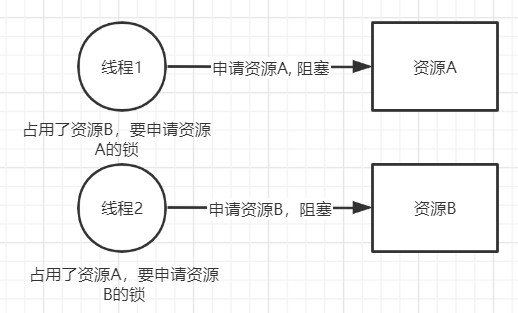 线程1
申请资源A, 阻塞
资源A
占用了资源B，要申请资源
A的锁
线程2
申请资源B，阻塞
资源B
占用了资源A，要申请资源
B的锁